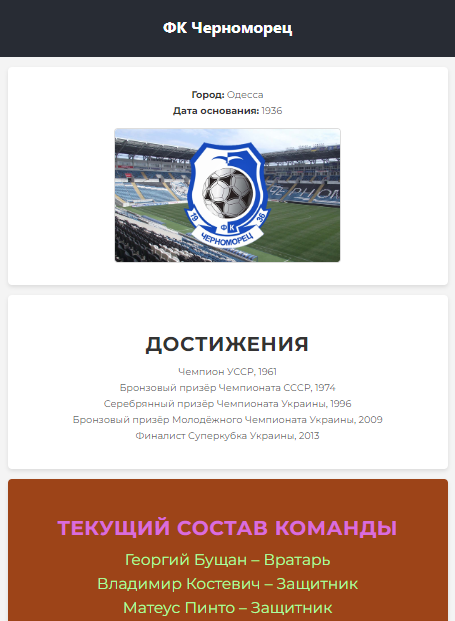 ФК Черноморец
Город: Одесса
Дата основания: 1936
19 ФК 36
ЧЕРНОМОРЕЦ
ДОСТИЖЕНИЯ
Чемпион УССР, 1961
Бронзовый призёр Чемпионата СССР, 1974
Серебрянный призёр Чемпионата Украины, 1996
Бронзовый призёр Молодёжного Чемпионата Украины, 2009
Финалист Суперкубка Украины, 2013
ТЕКУЩИЙ СОСТАВ КОМАНДЫ
Георгий Бущан – Вратарь
Владимир Костевич – Защитник
Матеус Пинто – Защитник